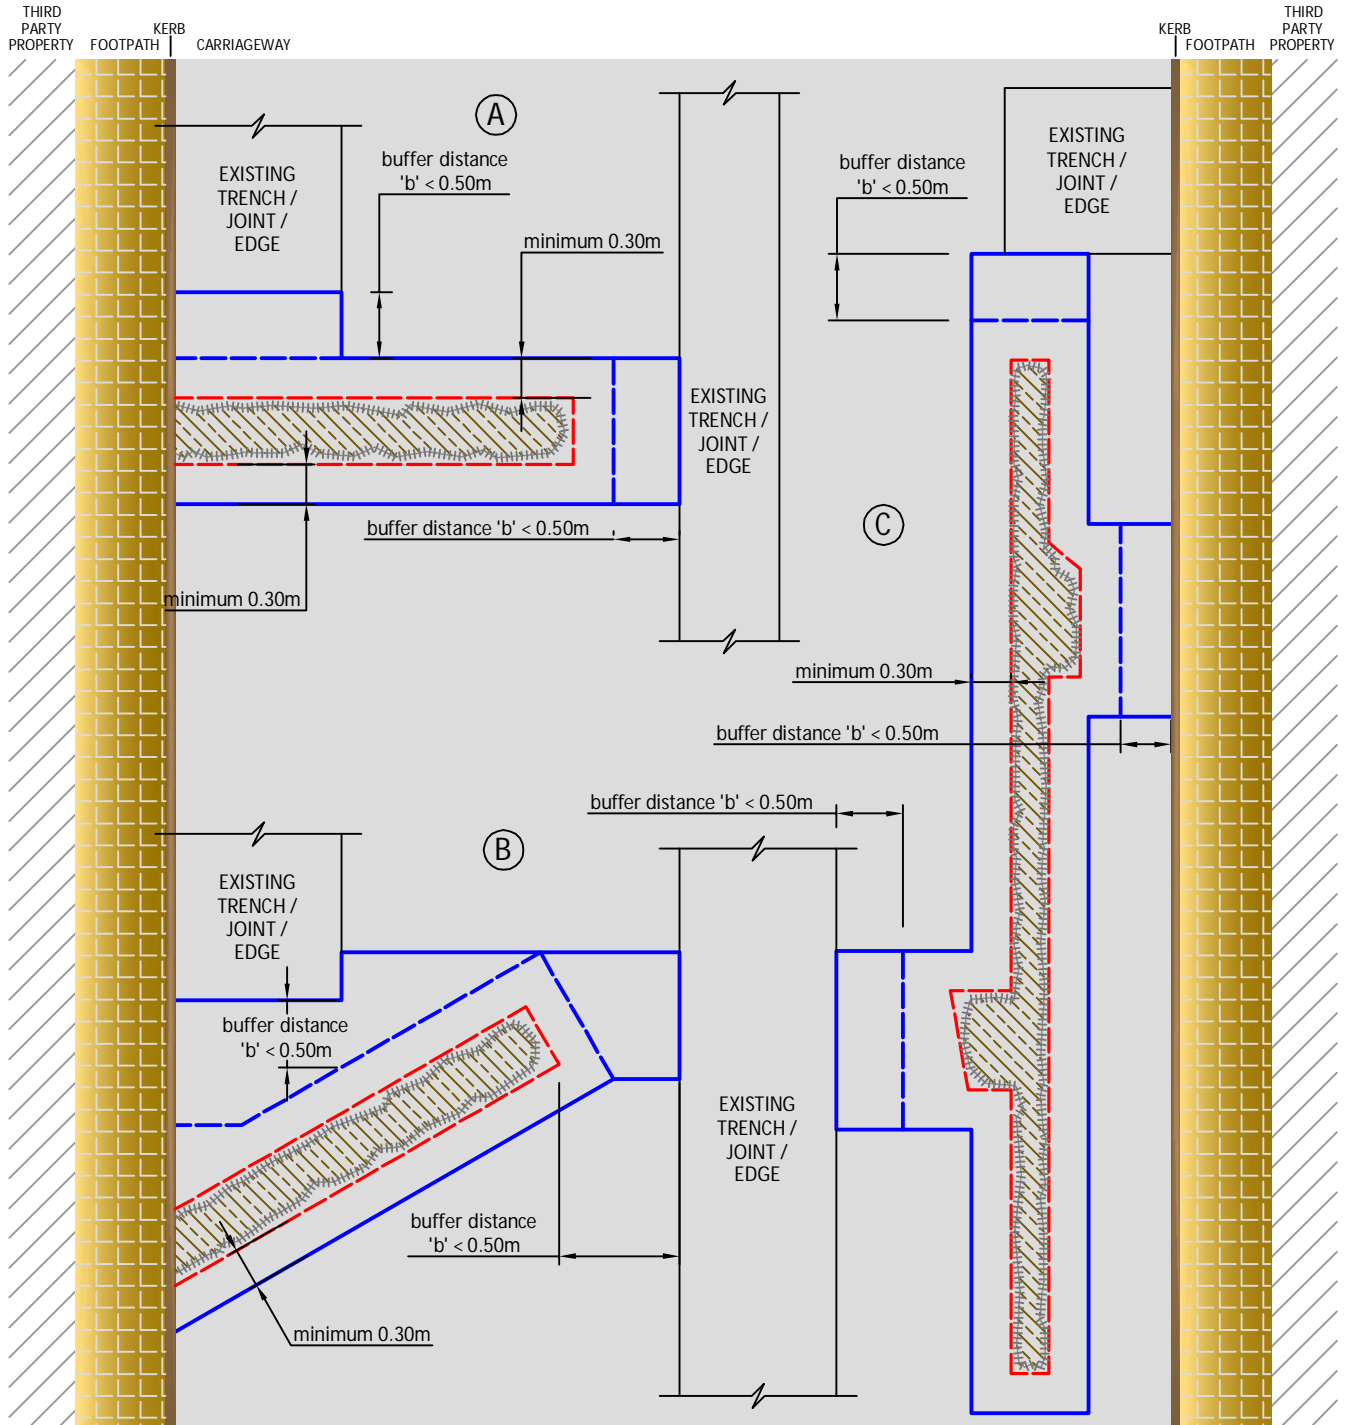 THIRD
PARTY
PROPERTY
FOOTPATH
KERB
CARRIAGEWAY
KERB
FOOTPATH
THIRD
PARTY
PROPERTY
A
EXISTING
TRENCH /
JOINT /
EDGE
buffer distance
'b' < 0.50m
minimum 0.30m
buffer distance
'b' < 0.50m
EXISTING
TRENCH /
JOINT /
EDGE
EXISTING
TRENCH /
JOINT /
EDGE
buffer distance 'b' < 0.50m
minimum 0.30m
C
minimum 0.30m
buffer distance 'b' < 0.50m
buffer distance 'b' < 0.50m
B
EXISTING
TRENCH /
JOINT /
EDGE
buffer distance
'b' < 0.50m
EXISTING
TRENCH /
JOINT /
EDGE
buffer distance
'b' < 0.50m
minimum 0.30m